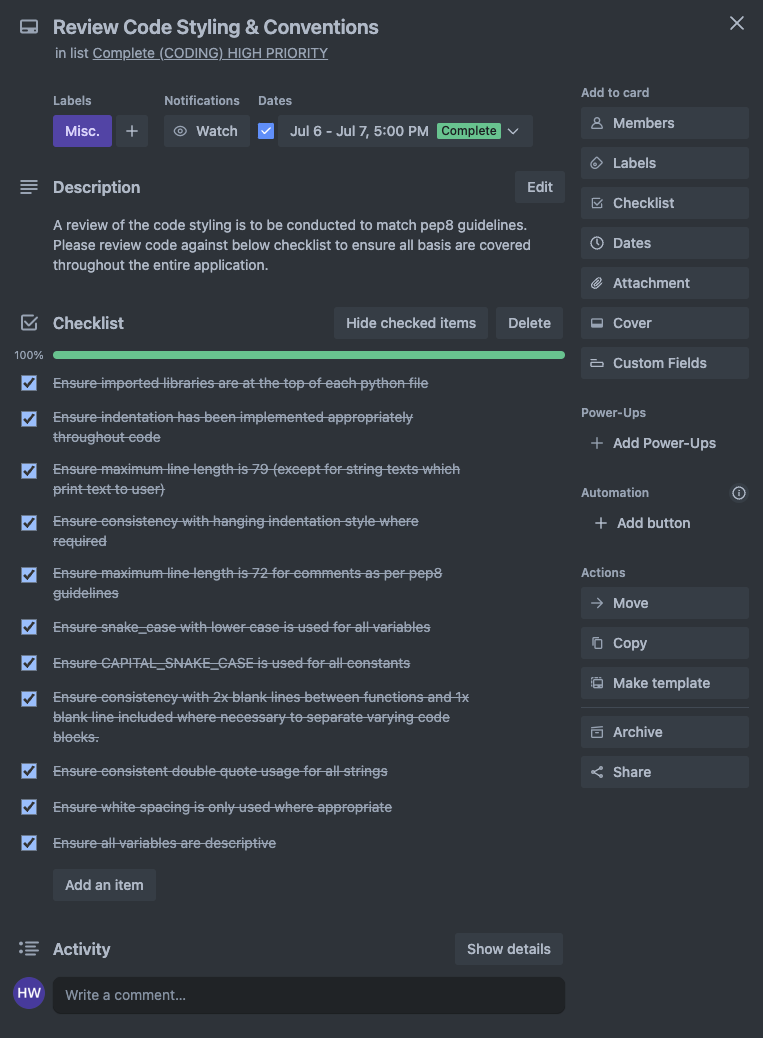 Review Code Styling & Conventions
in list Complete (CODING) HIGH PRIORITY
Labels
Misc.
Notifications
Watch
Dates
Jul 6 - Jul 7, 5:00 PM Complete
Description
Edit
A review of the code styling is to be conducted to match pep8 guidelines.
Please review code against below checklist to ensure all basis are covered
throughout the entire application.
Checklist
Hide checked items
Delete
100%
Ensure imported libraries are at the top of each python file
Ensure indentation has been implemented appropriately
throughout code
Ensure maximum line length is 79 (except for string texts which
print text to user)
Ensure consistency with hanging indentation style where
required
Ensure maximum line length is 72 for comments as per pep8
guidelines
Ensure snake_case with lower case is used for all variables
Ensure CAPITAL_SNAKE_CASE is used for all constants
Ensure consistency with 2x blank lines between functions and 1x
blank line included where necessary to separate varying code
blocks.
Ensure consistent double quote usage for all strings
Ensure white spacing is only used where appropriate
Ensure all variables are descriptive
Add an item
Activity
Show details
HW
Write a comment...
Add to card
Members
Labels
Checklist
Dates
Attachment
Cover
Custom Fields
Power-Ups
Add Power-Ups
Automation
Add button
Actions
Move
Copy
Make template
Archive
Share